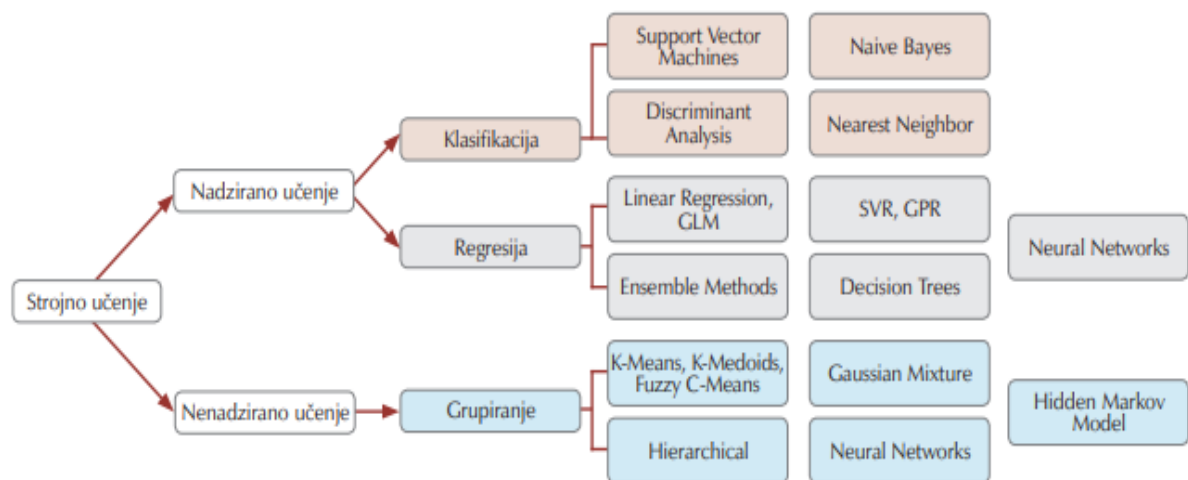 Support Vector
Machines
Naive Bayes
Discriminant
Analysis
Nearest Neighbor
Klasifikacija
Nadzirano učenje
Linear Regression,
GLM
SVR, GPR
Regresija
Neural Networks
Ensemble Methods
Decision Trees
Strojno učenje
K-Means, K-Medoids,
Fuzzy C-Means
Gaussian Mixture
Nenadzirano učenje
Grupiranje
Hidden Markov
Model
Hierarchical
Neural Networks